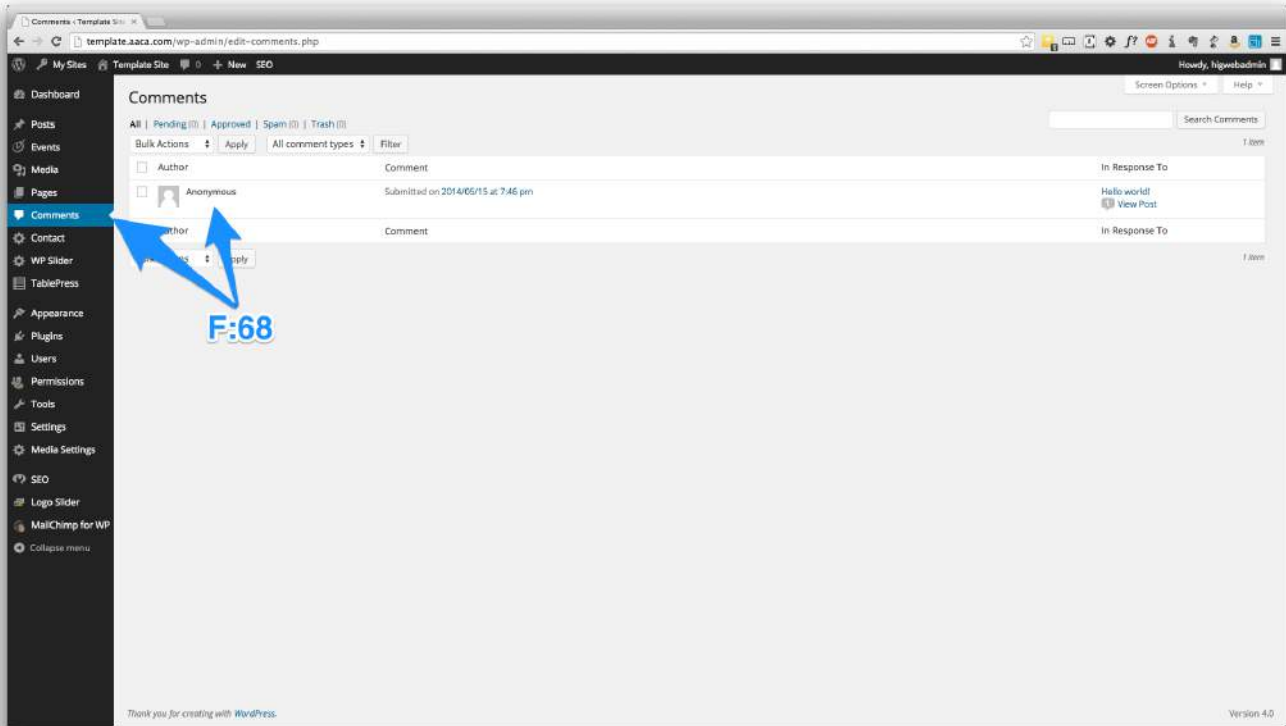 Comments ‹ Template Site
template.aaca.com/wp-admin/edit-comments.php
My Sites Template Site 0 + New SEO Howdy, higwebadmin
Screen Options Help
Dashboard
Posts
Events
Media
Pages
Comments
Contact
WP Slider
TablePress
Appearance
Plugins
Users
Permissions
Tools
Settings
Media Settings
SEO
Logo Slider
MailChimp for WP
Collapse menu
Comments
All | Pending (0) | Approved | Spam (0) | Trash (0)
Search Comments
Bulk Actions Apply All comment types Filter 1 item
Author Comment In Response To
Anonymous Submitted on 2014/05/15 at 7:46 pm Hello world!
View Post
Comment In Response To
1 item
F:68
Thank you for creating with WordPress. Version 4.0